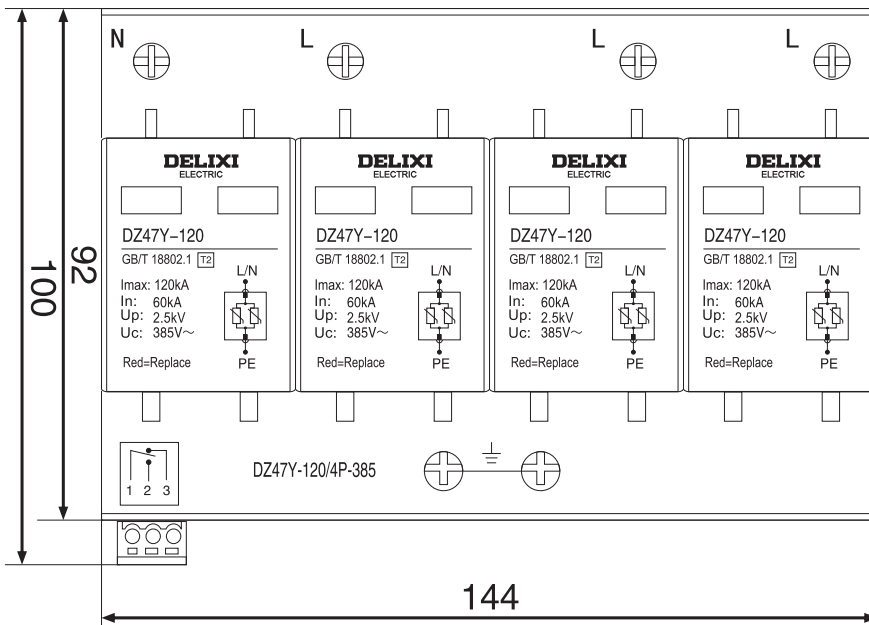 N L L L
DELIXI
ELECTRIC
DZ47Y-120
GB/T 18802.1 T2
Imax: 120kA
In: 60kA
Up: 2.5kV
Uc: 385V~
L/N
PE
Red=Replace
DELIXI
ELECTRIC
DZ47Y-120
GB/T 18802.1 T2
Imax: 120kA
In: 60kA
Up: 2.5kV
Uc: 385V~
L/N
PE
Red=Replace
DELIXI
ELECTRIC
DZ47Y-120
GB/T 18802.1 T2
Imax: 120kA
In: 60kA
Up: 2.5kV
Uc: 385V~
L/N
PE
Red=Replace
DELIXI
ELECTRIC
DZ47Y-120
GB/T 18802.1 T2
Imax: 120kA
In: 60kA
Up: 2.5kV
Uc: 385V~
L/N
PE
Red=Replace
92
100
1 2 3
DZ47Y-120/4P-385
144